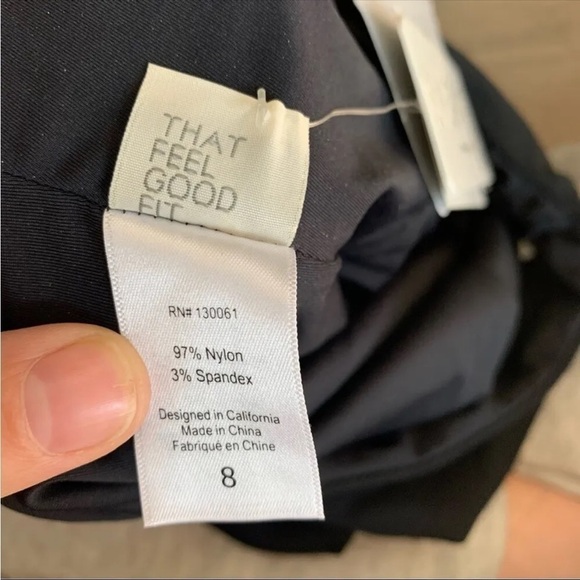 THAT
FEEL
GOOD
FIT
RN# 130061
97% Nylon
3% Spandex
Designed in California
Made in China
Fabriqué en Chine
8